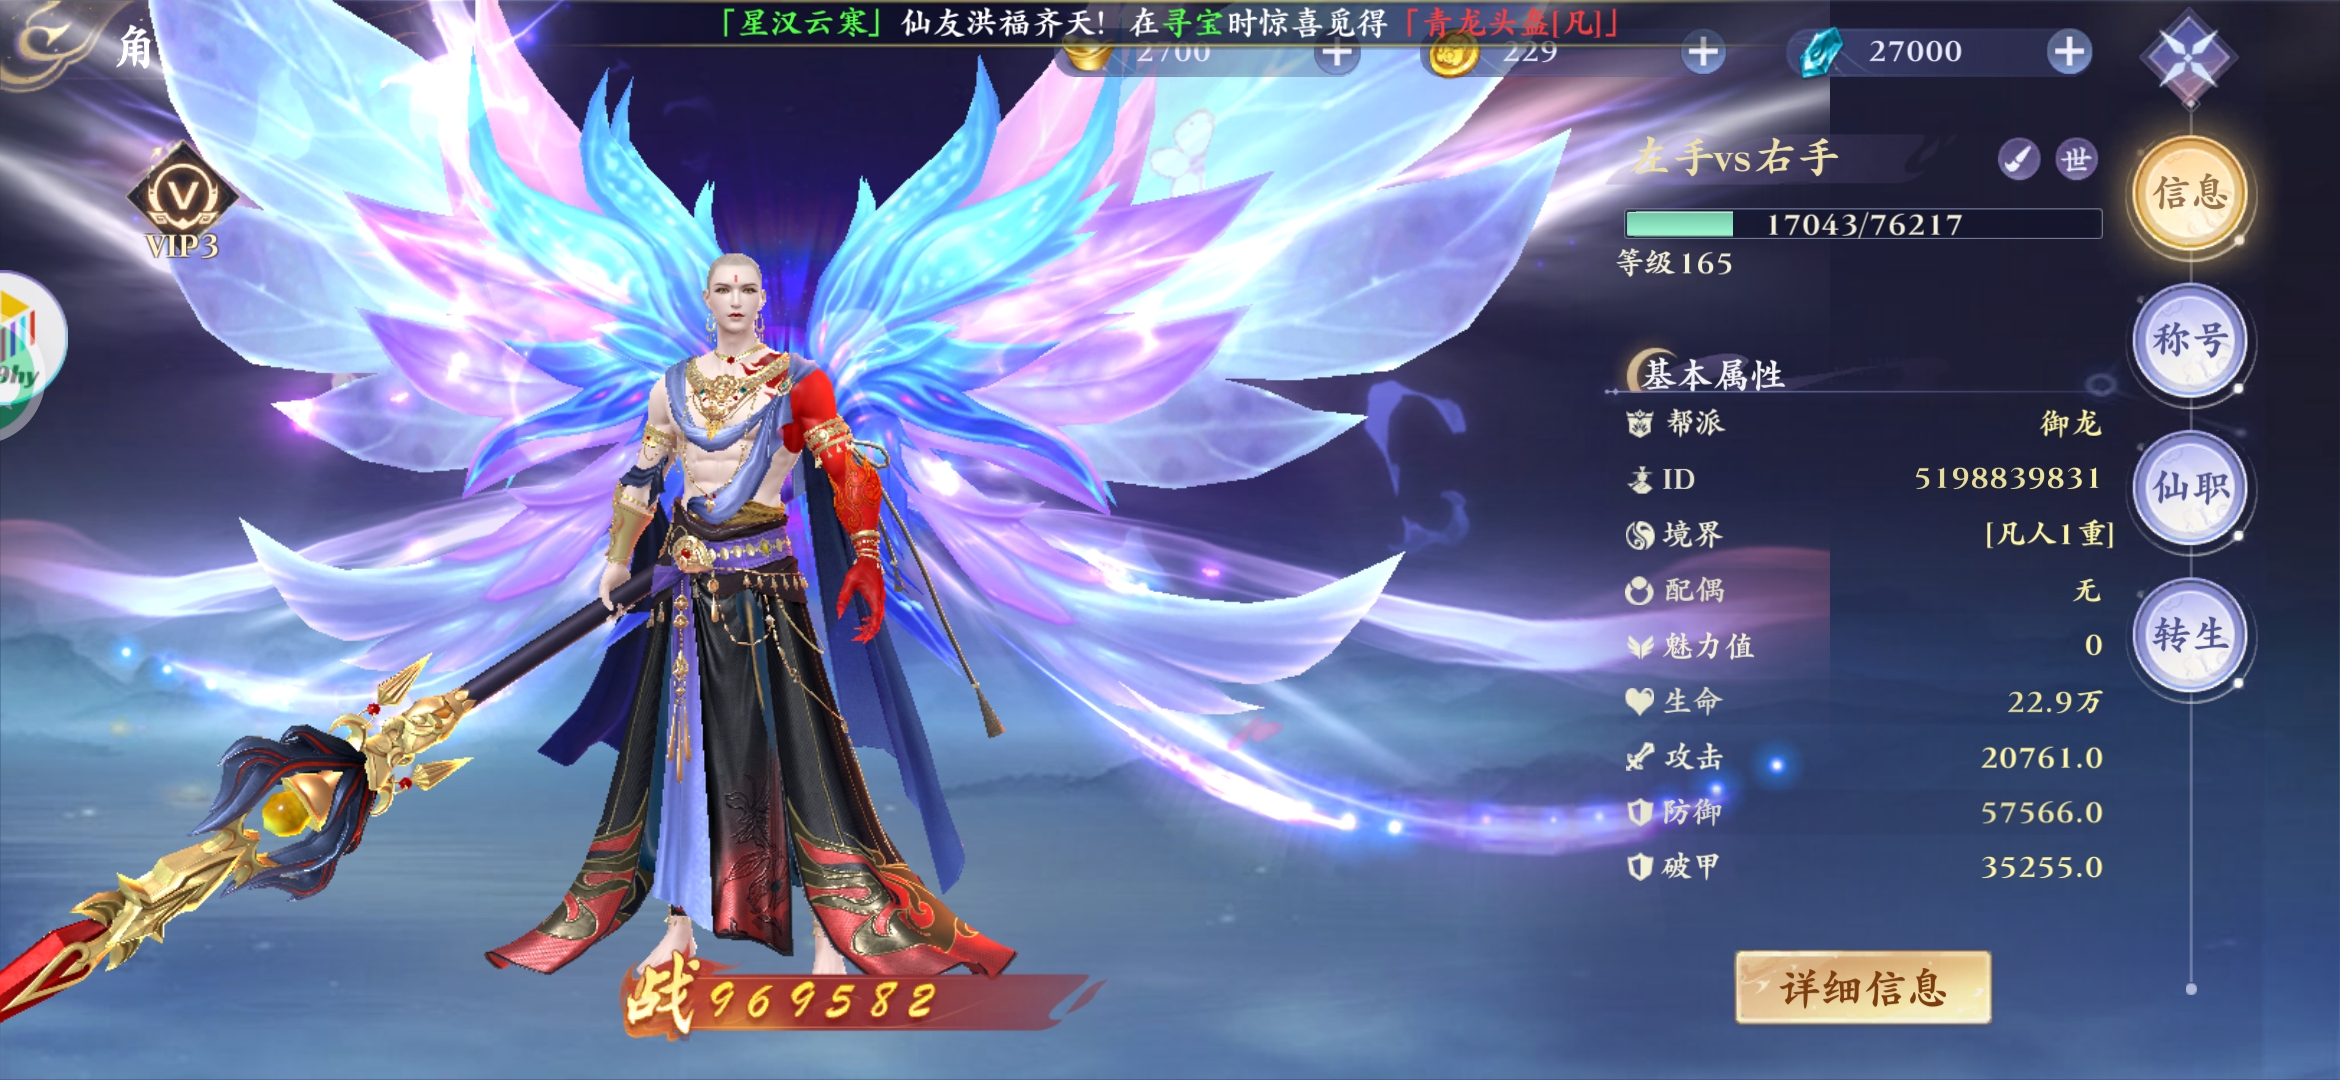 「星汉云寒」仙友洪福齐天！在寻宝时惊喜觅得「青龙头盔[凡]」
角
2700
229
27000
VIP3
9hy
左手vs右手
世
17043/76217
等级165
基本属性
帮派 御龙
ID 5198839831
境界 [凡人1重]
配偶 无
魅力值 0
生命 22.9万
攻击 20761.0
防御 57566.0
破甲 35255.0
详细信息
战969582
信息
称号
仙职
转生